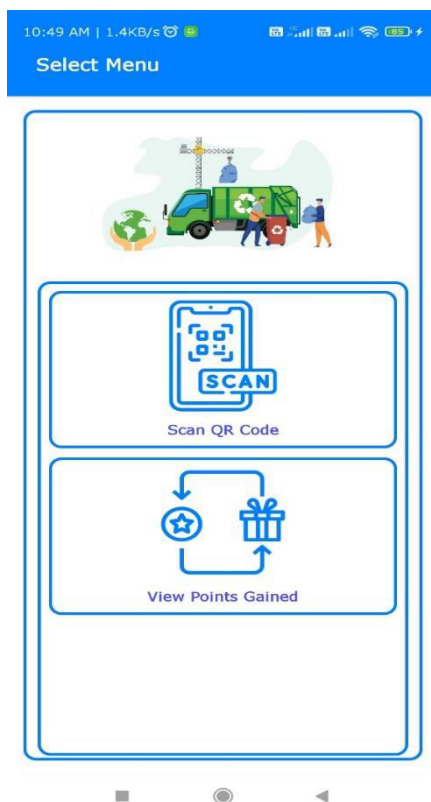 10:49 AM | 1.4KB/s 85
Select Menu
SCAN
Scan QR Code
View Points Gained